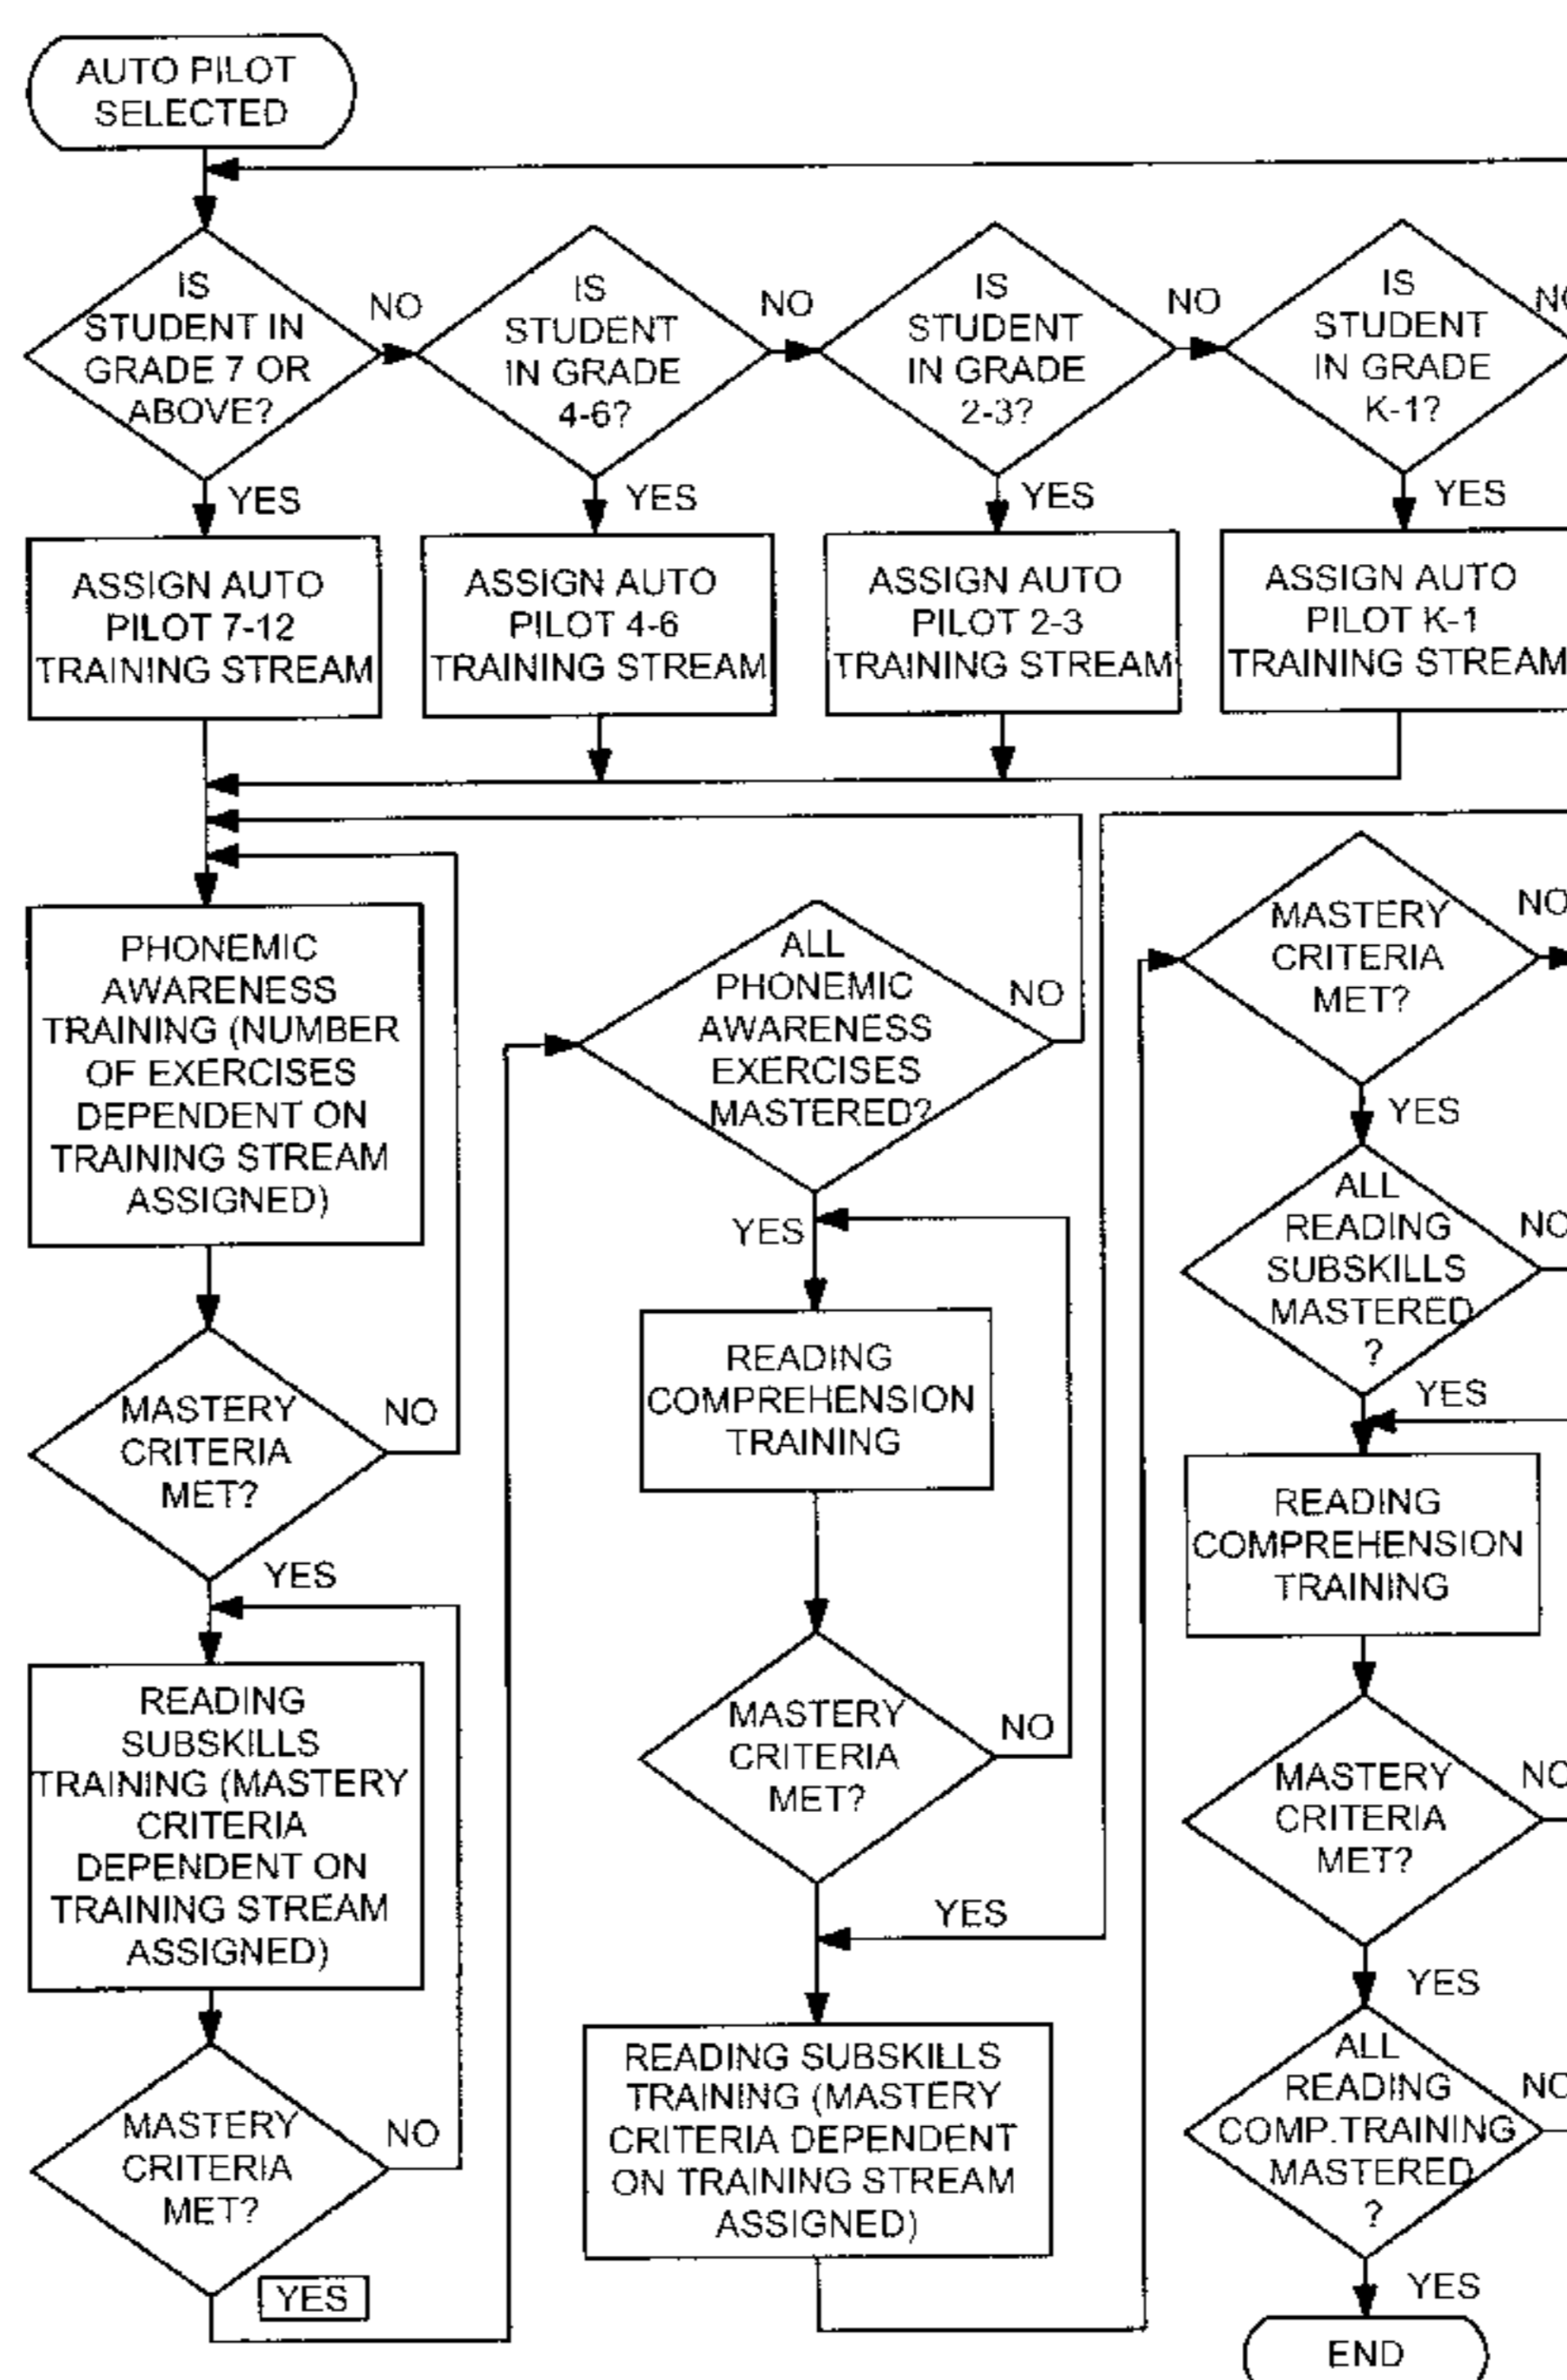 AUTO PILOT
SELECTED
IS
STUDENT IN
GRADE 7 OR
ABOVE?
NO
IS
STUDENT
IN GRADE
4-6?
NO
IS
STUDENT
IN GRADE
2-3?
NO
IS
STUDENT
IN GRADE
K-1?
NO
YES
YES
YES
YES
ASSIGN AUTO
PILOT 7-12
TRAINING STREAM
ASSIGN AUTO
PILOT 4-6
TRAINING STREAM
ASSIGN AUTO
PILOT 2-3
TRAINING STREAM
ASSIGN AUTO
PILOT K-1
TRAINING STREAM
PHONEMIC
AWARENESS
TRAINING (NUMBER
OF EXERCISES
DEPENDENT ON
TRAINING STREAM
ASSIGNED)
MASTERY
CRITERIA
MET?
NO
YES
READING
SUBSKILLS
TRAINING (MASTERY
CRITERIA
DEPENDENT ON
TRAINING STREAM
ASSIGNED)
MASTERY
CRITERIA
MET?
NO
YES
ALL
PHONEMIC
AWARENESS
EXERCISES
MASTERED?
NO
YES
READING
COMPREHENSION
TRAINING
MASTERY
CRITERIA
MET?
NO
YES
READING SUBSKILLS
TRAINING (MASTERY
CRITERIA DEPENDENT
ON TRAINING STREAM
ASSIGNED)
MASTERY
CRITERIA
MET?
NO
YES
ALL
READING
SUBSKILLS
MASTERED
?
NO
YES
READING
COMPREHENSION
TRAINING
MASTERY
CRITERIA
MET?
NO
YES
ALL
READING
COMP.TRAINING
MASTERED
?
NO
YES
END